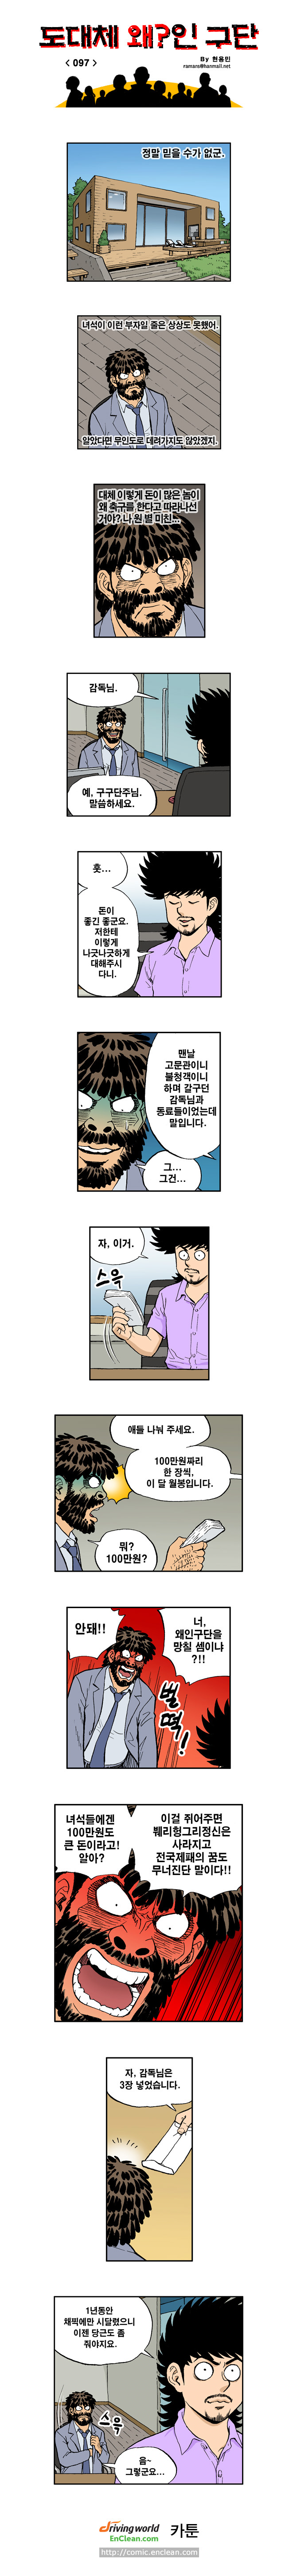 도대체 왜?인 구단
< 097 >
By 현용민
ramans@hanmail.net
정말 믿을 수가 없군.
녀석이 이런 부자일 줄은 상상도 못했어.
알았다면 무인도로 데려가지도 않았겠지.
대체 이렇게 돈이 많은 놈이
왜 축구를 한다고 따라나선
거야? 나 원 별 미친...
감독님.
예, 구구단주님.
말씀하세요.
훗...
돈이
좋긴 좋군요.
저한테
이렇게
나긋나긋하게
대해주시
다니.
맨날
고문관이니
불청객이니
하며 갈구던
감독님과
동료들이었는데
말입니다.
그...
그건...
자, 이거.
스윽
애들 나눠 주세요.
100만원짜리
한 장씩,
이 달 월봉입니다.
뭐?
100만원?
안돼!!
너,
왜인구단을
망칠 셈이냐
?!!
벌떡!
녀석들에겐
100만원도
큰 돈이라고!
알아?
이걸 쥐어주면
풰리헝그리정신은
사라지고
전국제패의 꿈도
무너진단 말이다!!
자, 감독님은
3장 넣었습니다.
1년동안
채찍에만 시달렸으니
이젠 당근도 좀
줘야지요.
스윽
음~
그렇군요...
drivingworld
EnClean.com
카툰
http://comic.enclean.com